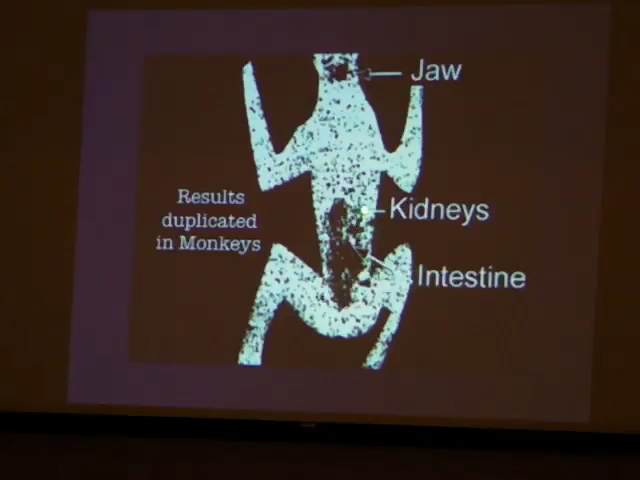 Jaw
Results
duplicated
in Monkeys
Kidneys
Intestine